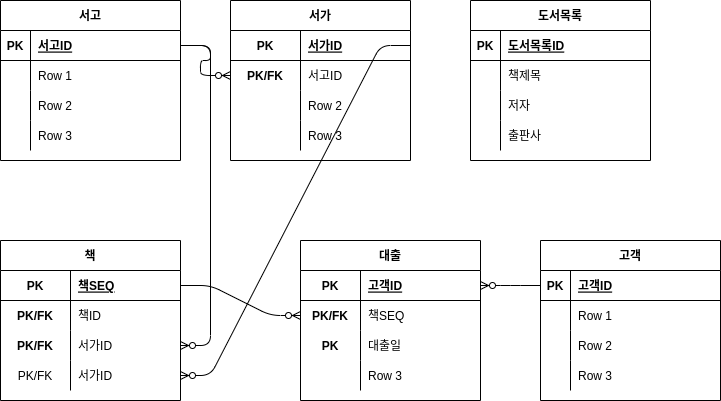 서고
PK 서고ID
Row 1
Row 2
Row 3
서가
PK 서가ID
PK/FK 서고ID
Row 2
Row 3
도서목록
PK 도서목록ID
책제목
저자
출판사
책
PK 책SEQ
PK/FK 책ID
PK/FK 서가ID
PK/FK 서가ID
대출
PK 고객ID
PK/FK 책SEQ
PK 대출일
Row 3
고객
PK 고객ID
Row 1
Row 2
Row 3